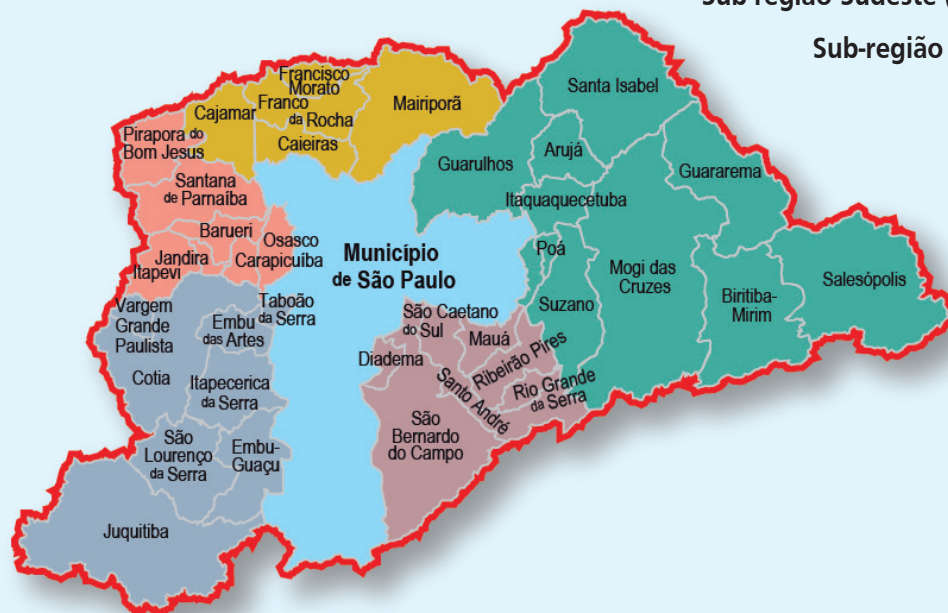 Sub-região Sudeste (
Sub-região
Francisco
Morato
Franco
da Rocha
Cajamar
Caieiras
Mairiporã
Santa Isabel
Pirapora do
Bom Jesus
Guarulhos
Arujá
Guararema
Santana
de Parnaíba
Itaquaquecetuba
Barueri
Osasco
Jandira
Carapicuíba
Itapevi
Município
de São Paulo
Poá
Mogi das
Cruzes
Suzano
Biritiba-
Mirim
Salesópolis
Vargem
Grande
Paulista
Taboão
da Serra
Embu
das Artes
São Caetano
do Sul
Mauá
Diadema
Ribeirão Pires
Cotia
Itapecerica
da Serra
Santo André
Rio Grande
da Serra
São
Bernardo
do Campo
São
Lourenço
da Serra
Embu-
Guaçu
Juquitiba